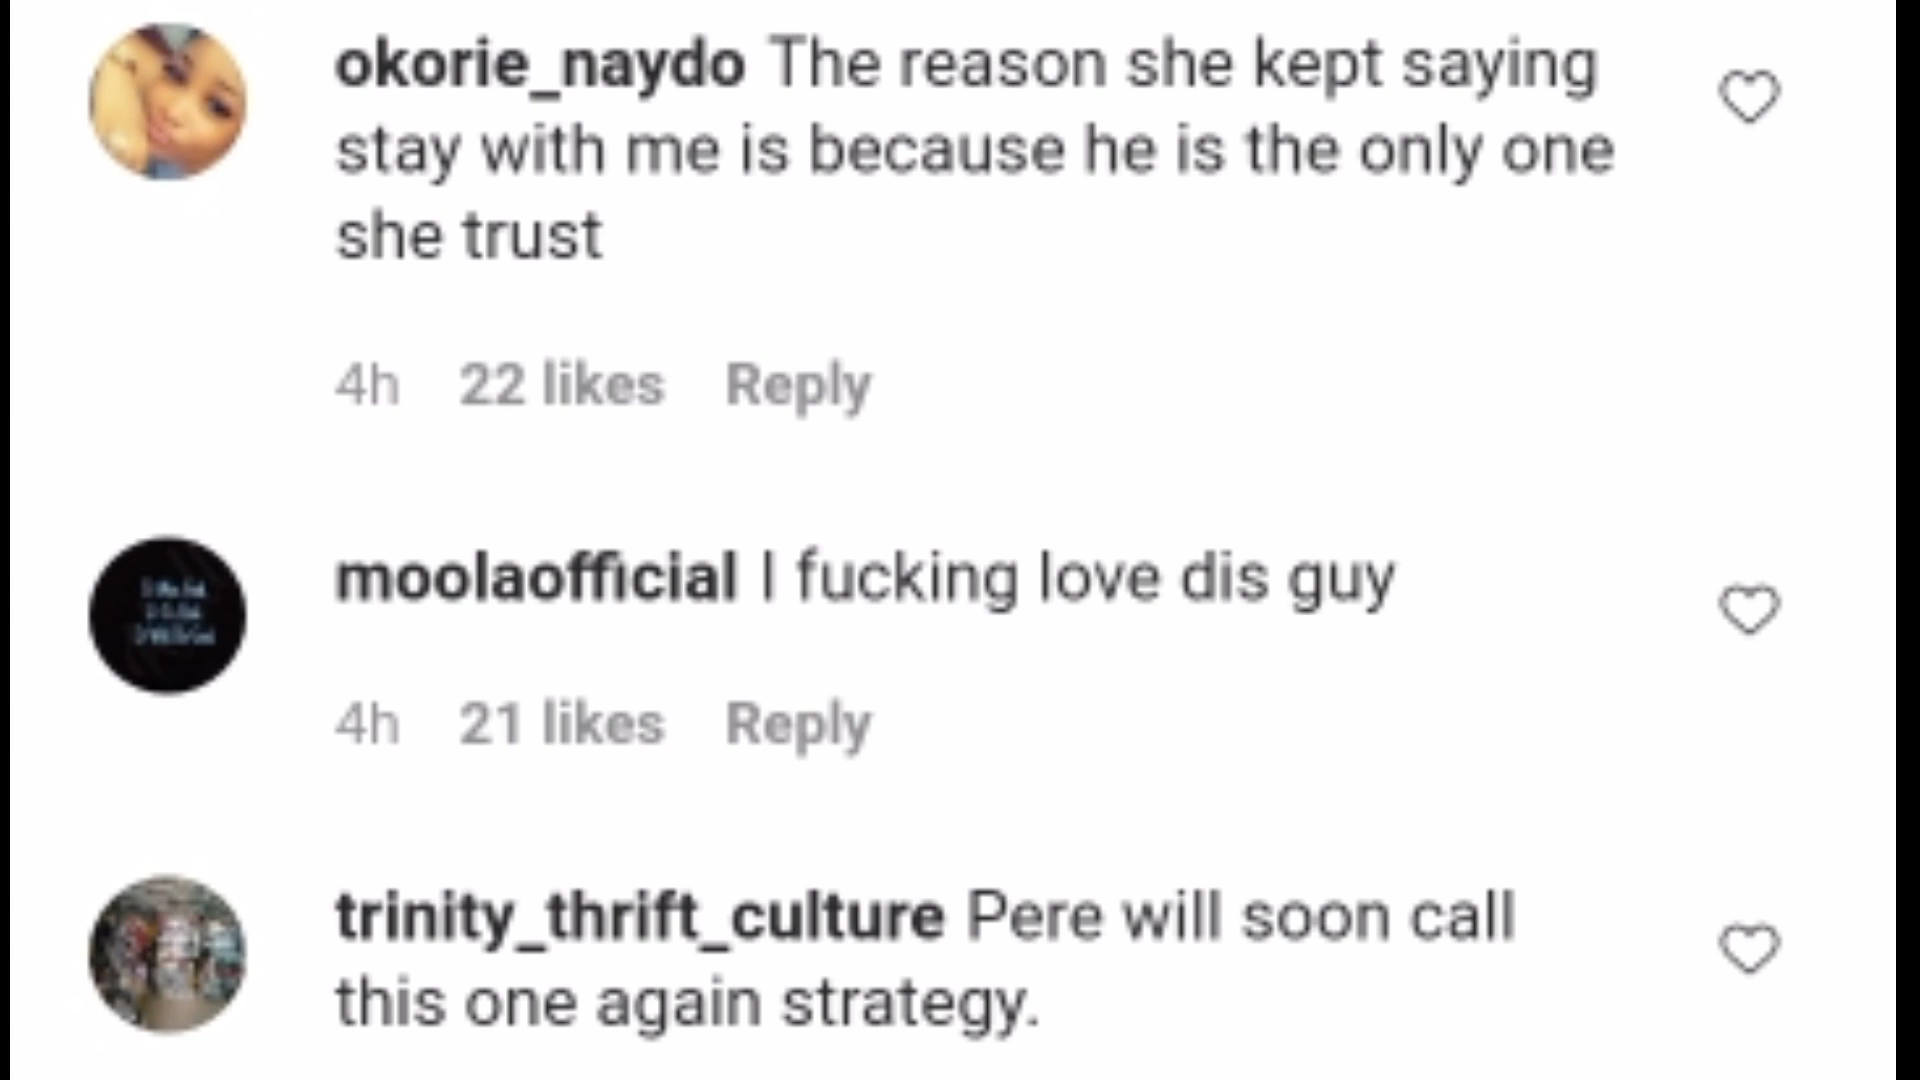 okorie_naydo The reason she kept saying
stay with me is because he is the only one
she trust
4h 22 likes Reply
moolaofficial I fucking love dis guy
4h 21 likes Reply
trinity_thrift_culture Pere will soon call
this one again strategy.